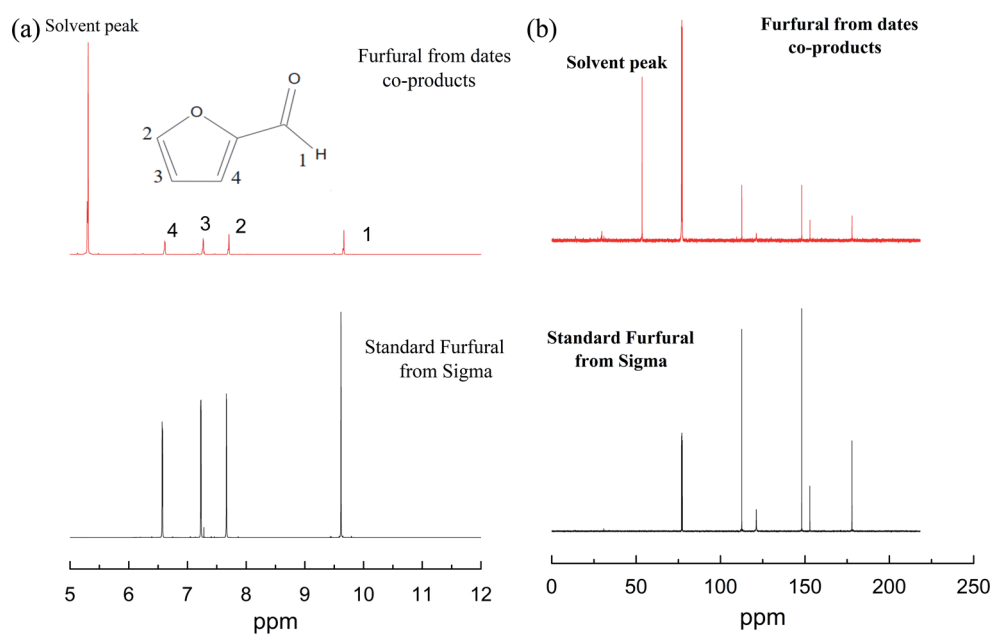 (a)
Solvent peak
Furfural from dates
co-products
O
O
2
H
1
3
4
4
3
2
1
Standard Furfural
from Sigma
5 6 7 8 9 10 11 12
ppm
(b)
Furfural from dates
co-products
Solvent peak
Standard Furfural
from Sigma
0 50 100 150 200 250
ppm